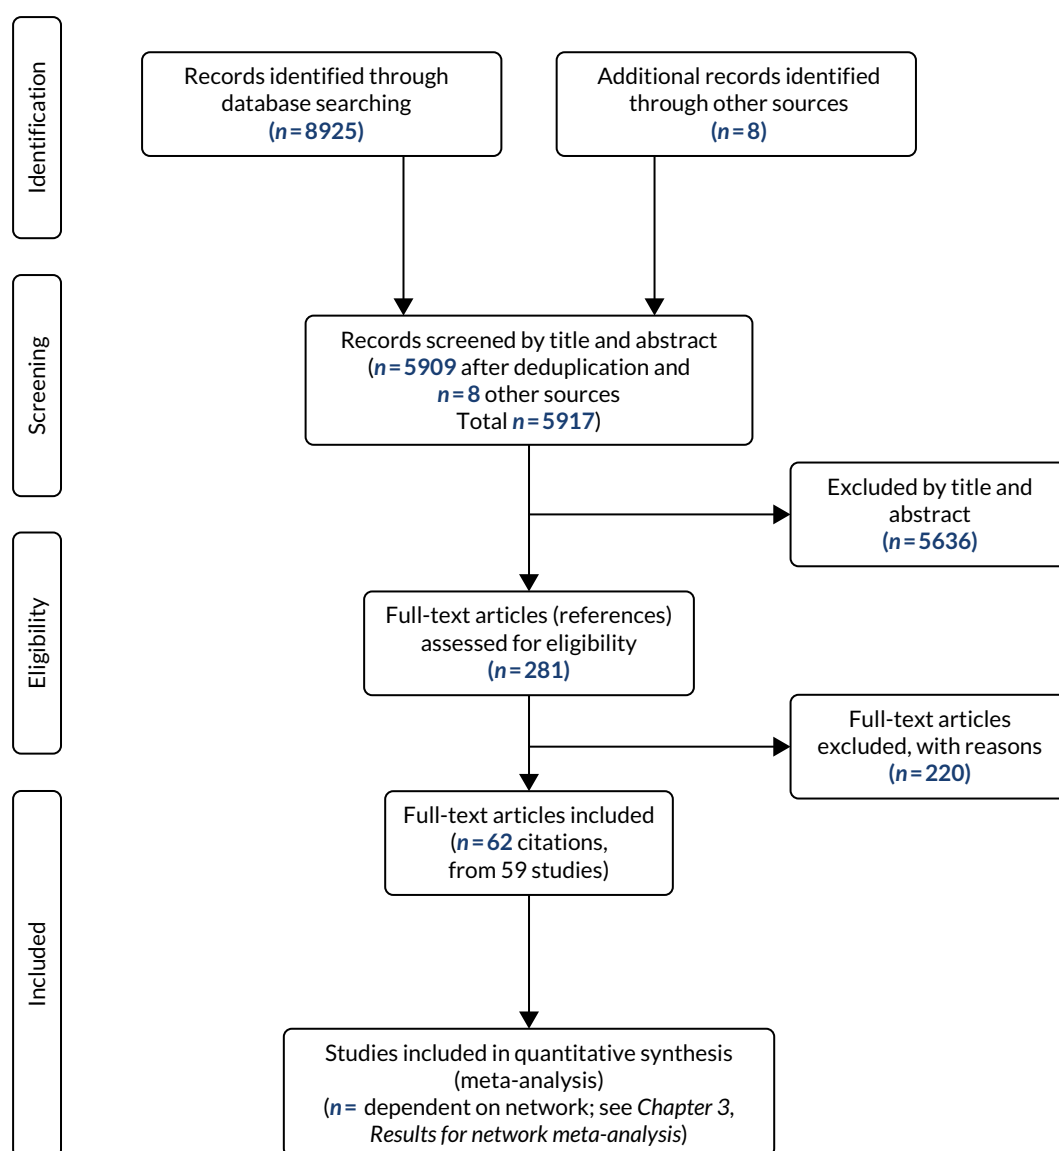 Identification
Records identified through
database searching
(n=8925)
Additional records identified
through other sources
(n=8)
Screening
Records screened by title and abstract
(n=5909 after deduplication and
n=8 other sources
Total n=5917)
Excluded by title and
abstract
(n=5636)
Eligibility
Full-text articles (references)
assessed for eligibility
(n=281)
Full-text articles
excluded, with reasons
(n=220)
Included
Full-text articles included
(n=62 citations,
from 59 studies)
Studies included in quantitative synthesis
(meta-analysis)
(n= dependent on network; see Chapter 3,
Results for network meta-analysis)